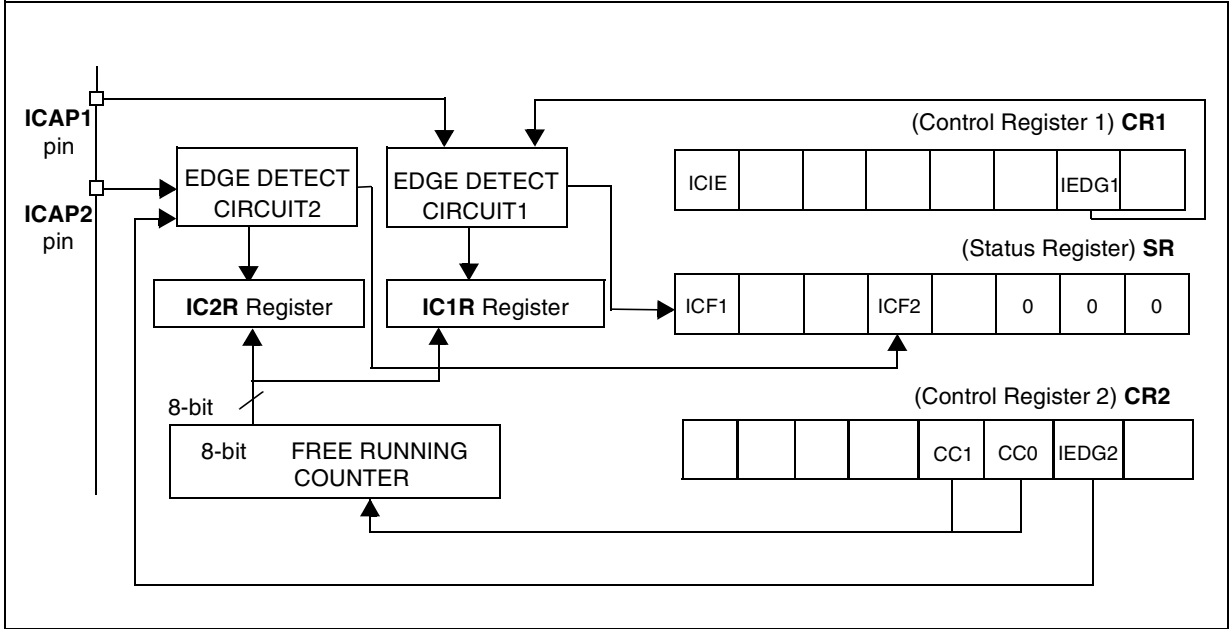 ICAP1
pin
ICAP2
pin
EDGE DETECT
CIRCUIT2
EDGE DETECT
CIRCUIT1
IC2R Register
IC1R Register
8-bit
8-bit FREE RUNNING
COUNTER
(Control Register 1) CR1
ICIE IEDG1
(Status Register) SR
ICF1 ICF2 0 0 0
(Control Register 2) CR2
CC1 CC0 IEDG2